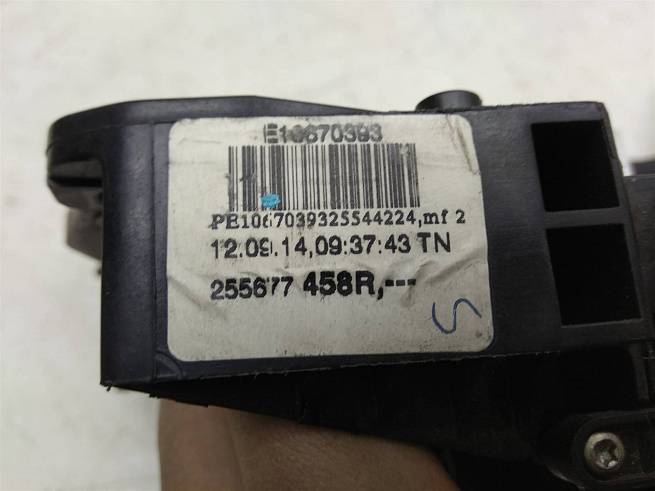 E10670393
PE1067039325544224,mf 2
12.09.14,09:37:43 TN
255677 458R,---
S